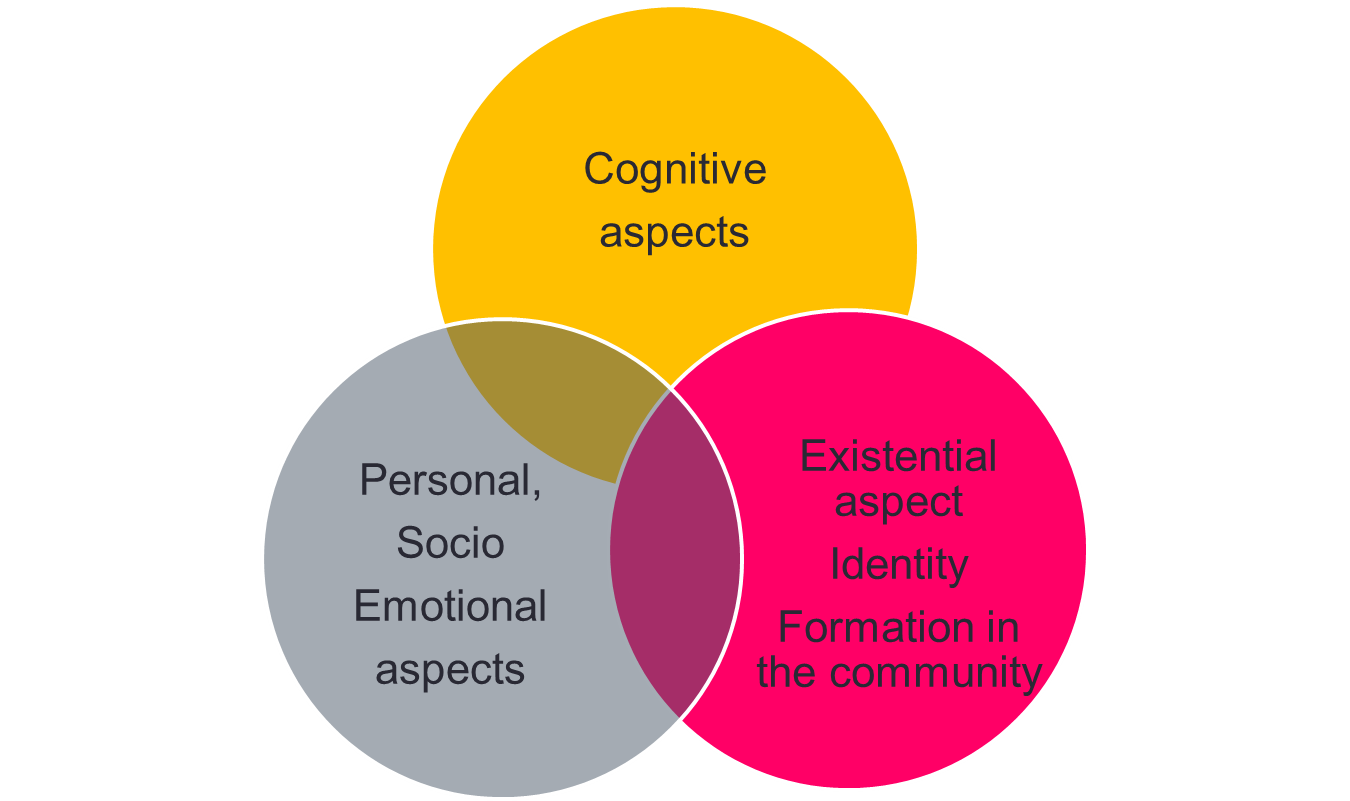 Cognitive
aspects
Personal,
Socio
Emotional
aspects
Existential
aspect
Identity
Formation in
the community